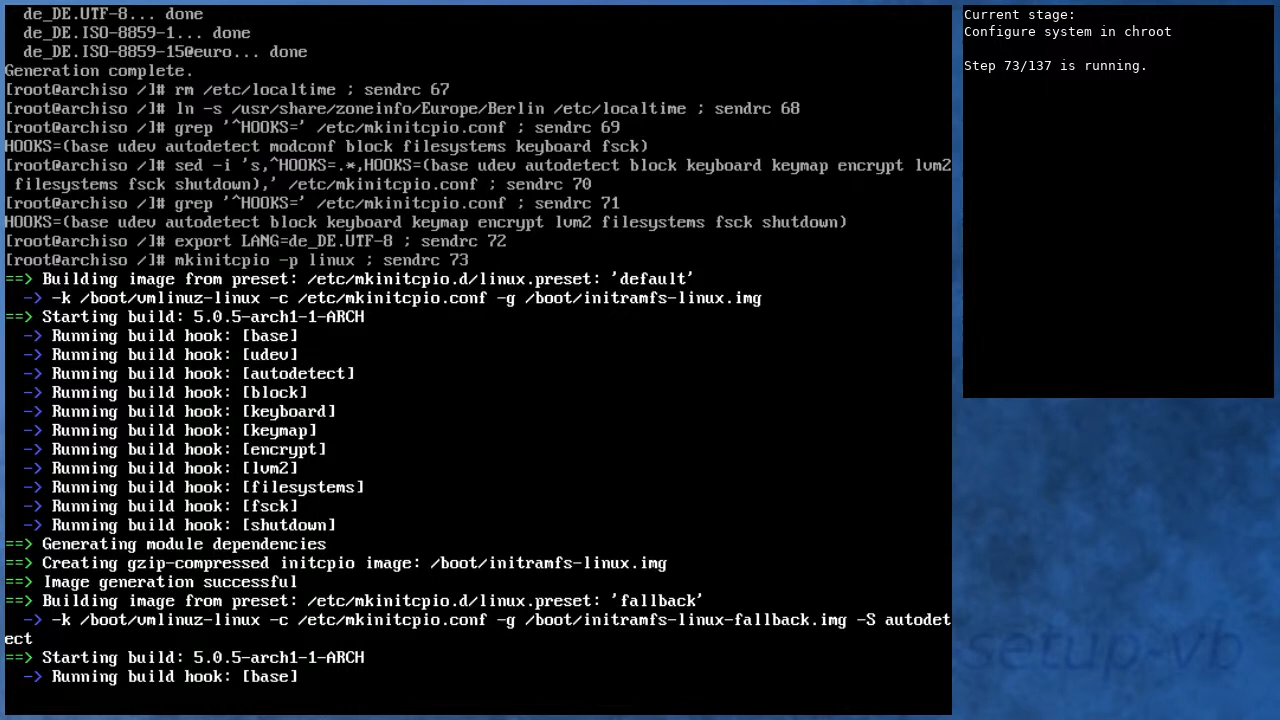 de_DE.UTF-8... done
de_DE.ISO-8859-1... done
de_DE.ISO-8859-15@euro... done
Generation complete.
[root@archiso /]# rm /etc/localtime ; sendrc 67
[root@archiso /]# ln -s /usr/share/zoneinfo/Europe/Berlin /etc/localtime ; sendrc 68
[root@archiso /]# grep '^HOOKS=' /etc/mkinitcpio.conf ; sendrc 69
HOOKS=(base udev autodetect modconf block filesystems keyboard fsck)
[root@archiso /]# sed -i 's,^HOOKS=.*,HOOKS=(base udev autodetect block keyboard keymap encrypt lvm2
 filesystems fsck shutdown),' /etc/mkinitcpio.conf ; sendrc 70
[root@archiso /]# grep '^HOOKS=' /etc/mkinitcpio.conf ; sendrc 71
HOOKS=(base udev autodetect block keyboard keymap encrypt lvm2 filesystems fsck shutdown)
[root@archiso /]# export LANG=de_DE.UTF-8 ; sendrc 72
[root@archiso /]# mkinitcpio -p linux ; sendrc 73
==> Building image from preset: /etc/mkinitcpio.d/linux.preset: 'default'
  -> -k /boot/vmlinuz-linux -c /etc/mkinitcpio.conf -g /boot/initramfs-linux.img
==> Starting build: 5.0.5-arch1-1-ARCH
  -> Running build hook: [base]
  -> Running build hook: [udev]
  -> Running build hook: [autodetect]
  -> Running build hook: [block]
  -> Running build hook: [keyboard]
  -> Running build hook: [keymap]
  -> Running build hook: [encrypt]
  -> Running build hook: [lvm2]
  -> Running build hook: [filesystems]
  -> Running build hook: [fsck]
  -> Running build hook: [shutdown]
==> Generating module dependencies
==> Creating gzip-compressed initcpio image: /boot/initramfs-linux.img
==> Image generation successful
==> Building image from preset: /etc/mkinitcpio.d/linux.preset: 'fallback'
  -> -k /boot/vmlinuz-linux -c /etc/mkinitcpio.conf -g /boot/initramfs-linux-fallback.img -S autodet
ect
==> Starting build: 5.0.5-arch1-1-ARCH
  -> Running build hook: [base]
Current stage:
Configure system in chroot
Step 73/137 is running.
setup-vb